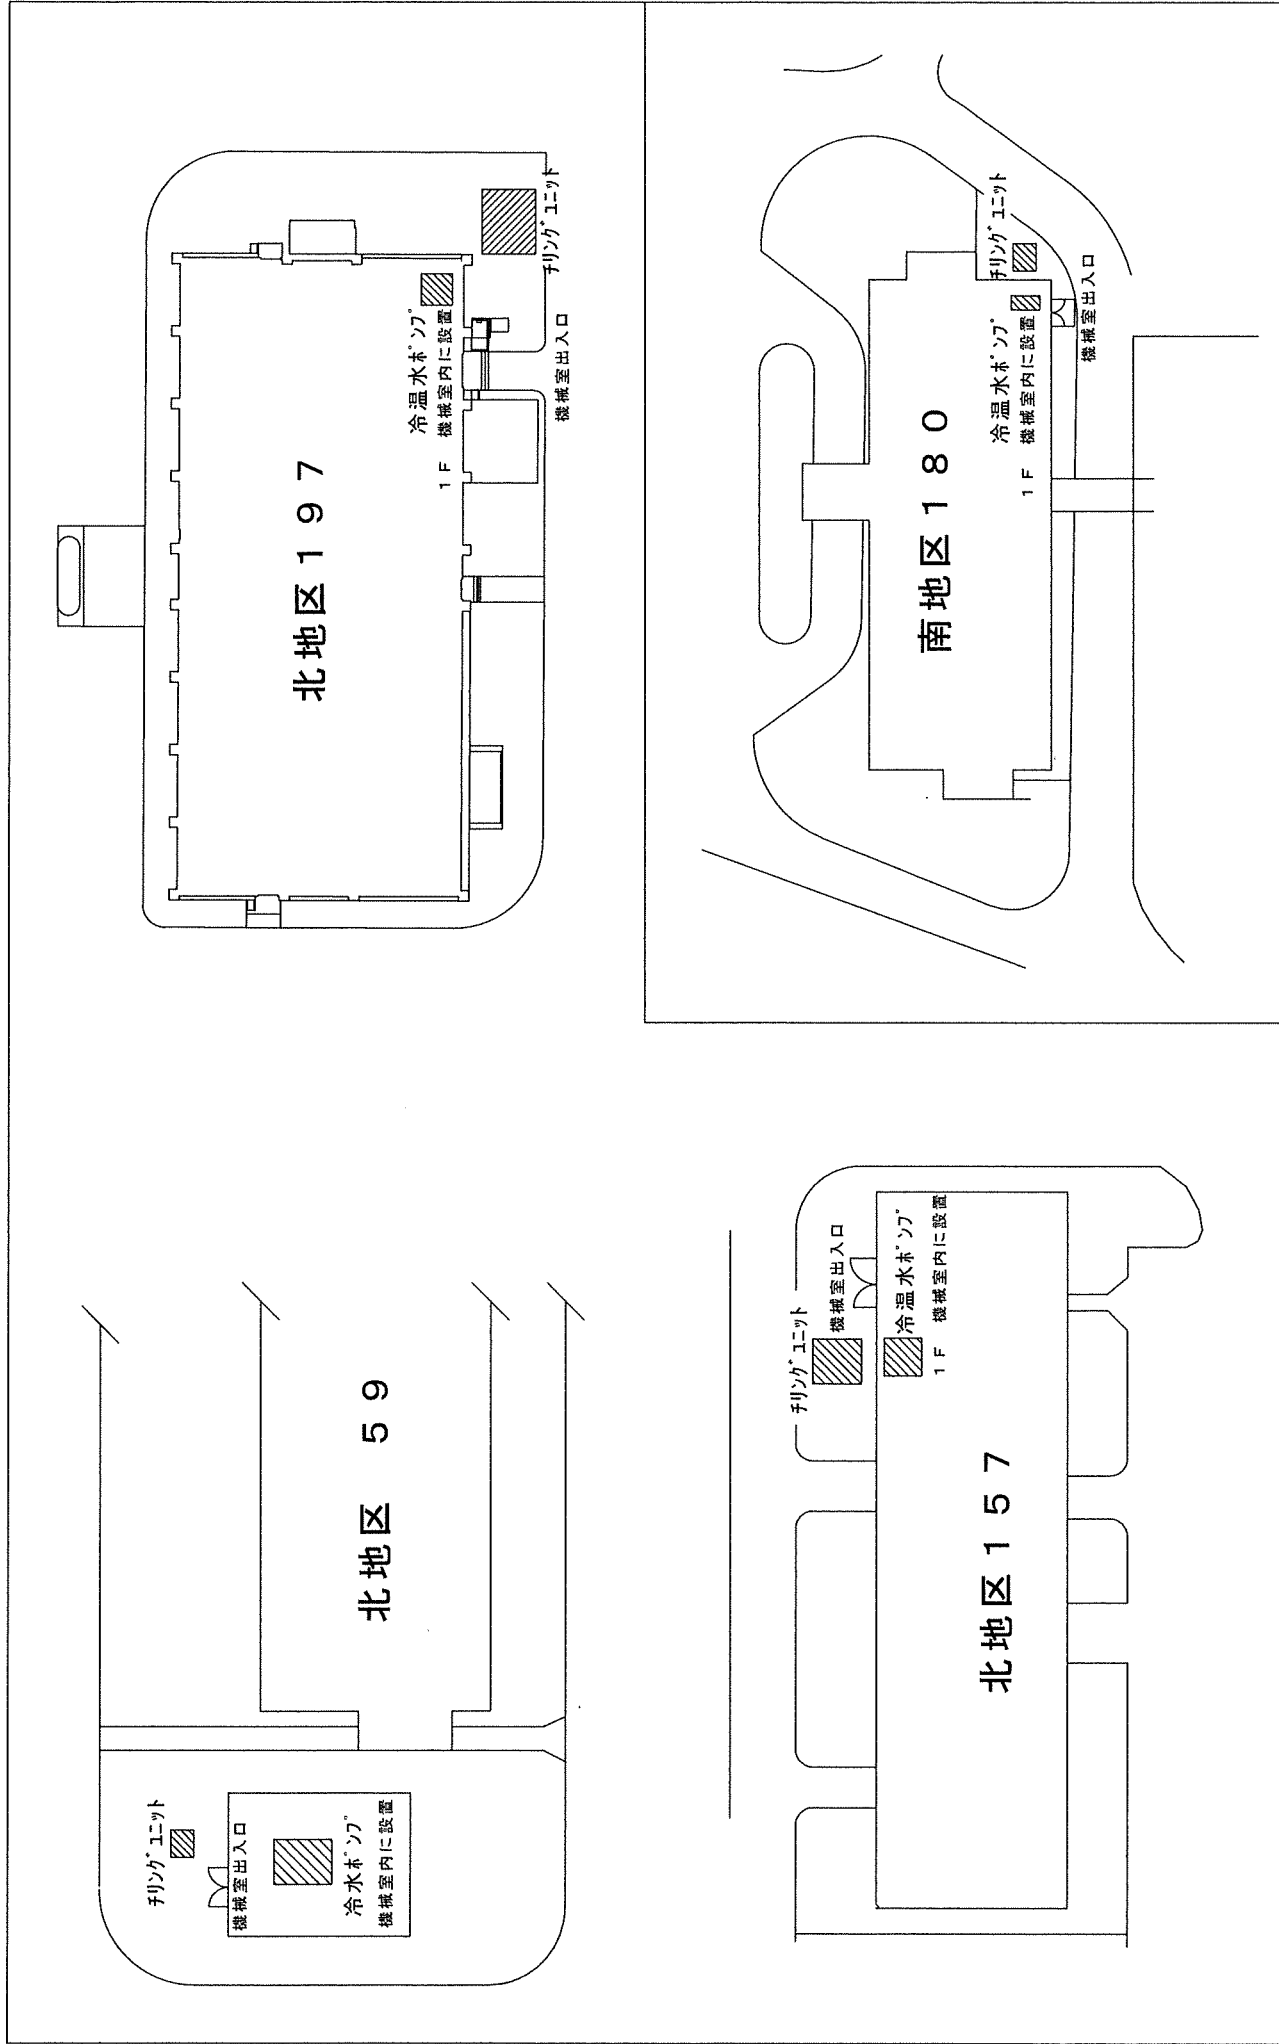 北地区　５９
チリングユニット
機械室出入口
冷水ポンプ
機械室内に設置
北地区１９７
冷温水ポンプ
１Ｆ　機械室内に設置
チリングユニット
機械室出入口
北地区１５７
チリングユニット
機械室出入口
冷温水ポンプ
１Ｆ　機械室内に設置
南地区１８０
チリングユニット
冷温水ポンプ
１Ｆ　機械室内に設置
機械室出入口